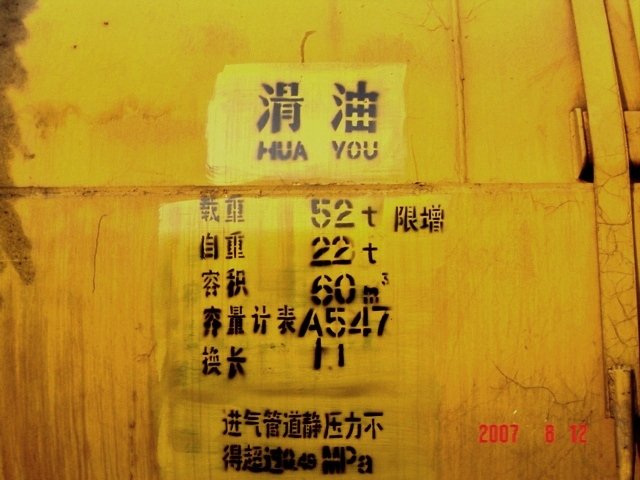 滑 油
HUA YOU
载重 52 t 限增
自重 22 t
容积 60 m³
容量计表 A547
换长 1.1
进气管道静压力不
得超过0.49 MPa
2007 8 12